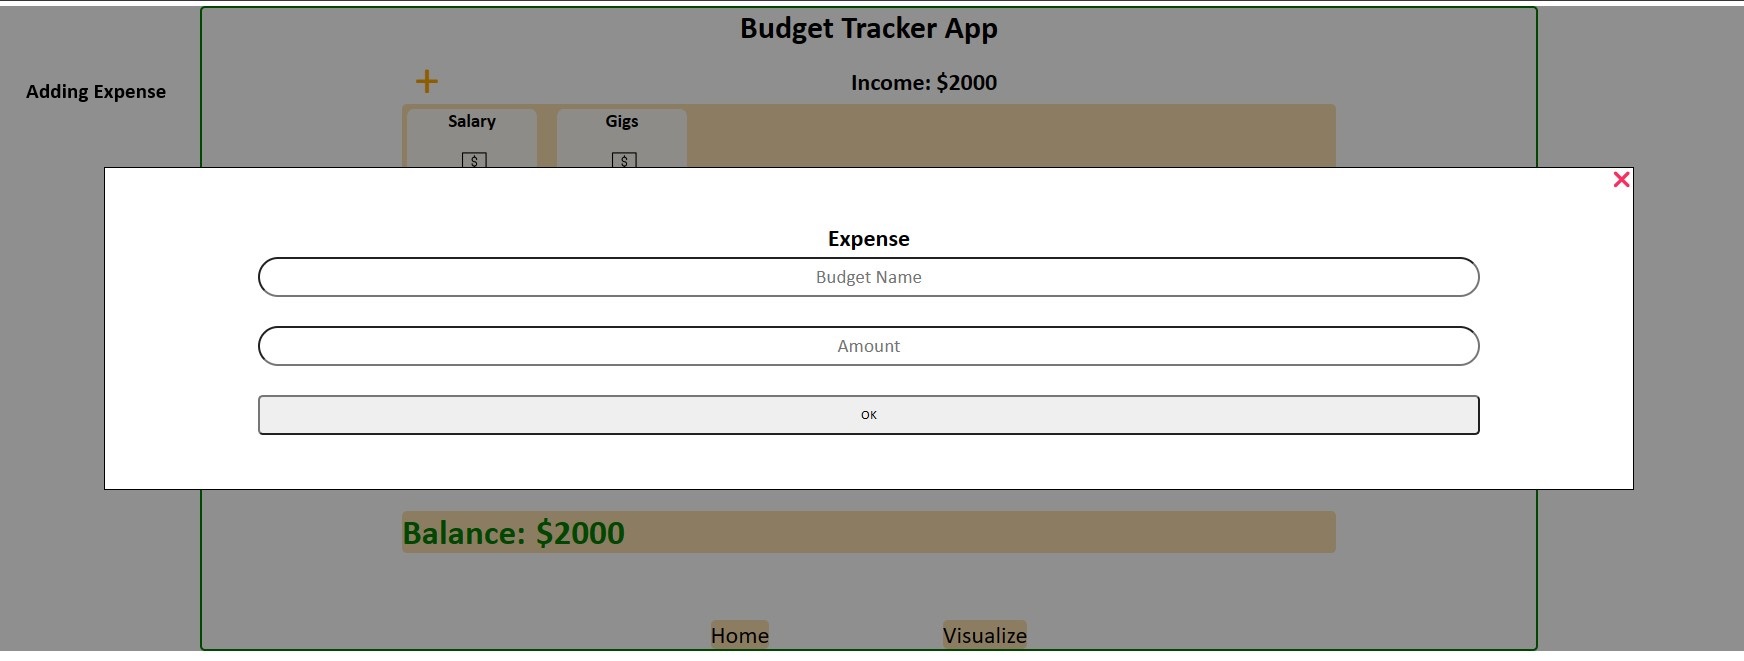 Budget Tracker App
Adding Expense
Income: $2000
Salary
Gigs
$
$
Expense
Budget Name
Amount
OK
Balance: $2000
Home
Visualize